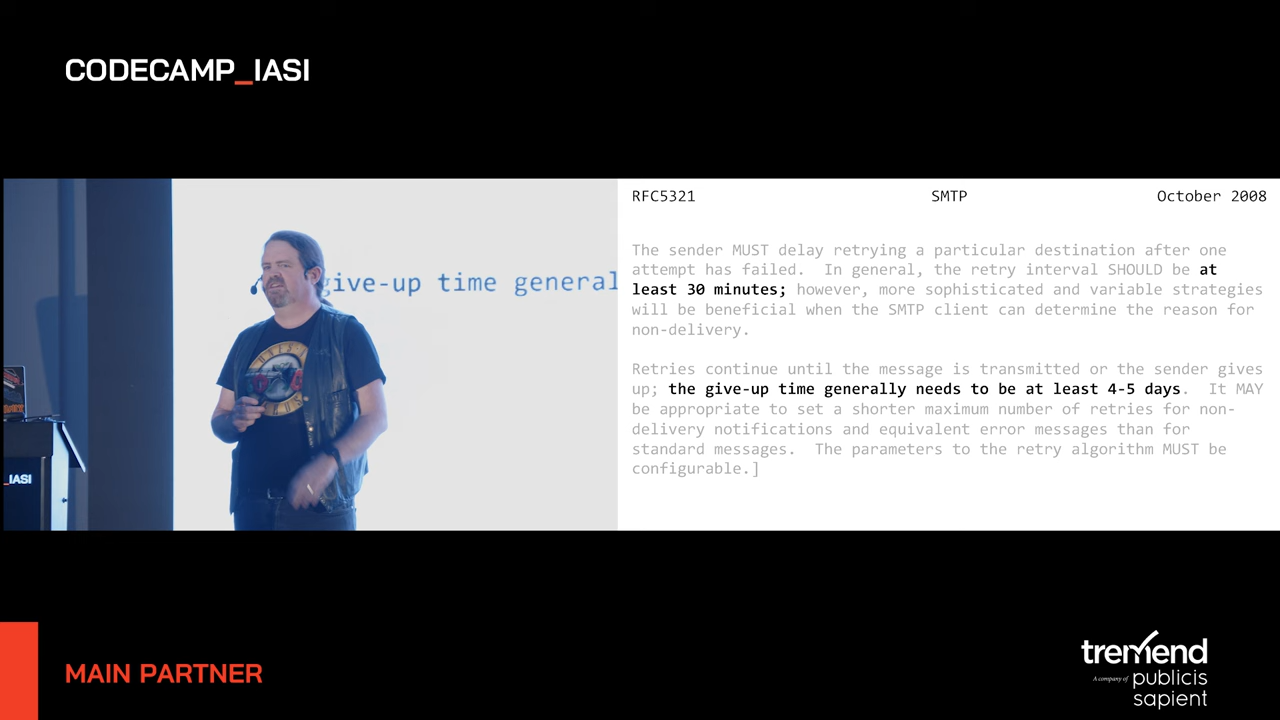 CODECAMP_IASI
give-up time general
_IASI
RFC5321 SMTP October 2008
The sender MUST delay retrying a particular destination after one
attempt has failed.  In general, the retry interval SHOULD be at
least 30 minutes; however, more sophisticated and variable strategies
will be beneficial when the SMTP client can determine the reason for
non-delivery.
Retries continue until the message is transmitted or the sender gives
up; the give-up time generally needs to be at least 4-5 days.  It MAY
be appropriate to set a shorter maximum number of retries for non-
delivery notifications and equivalent error messages than for
standard messages.  The parameters to the retry algorithm MUST be
configurable.]
MAIN PARTNER
tremend
A company of publicis
sapient